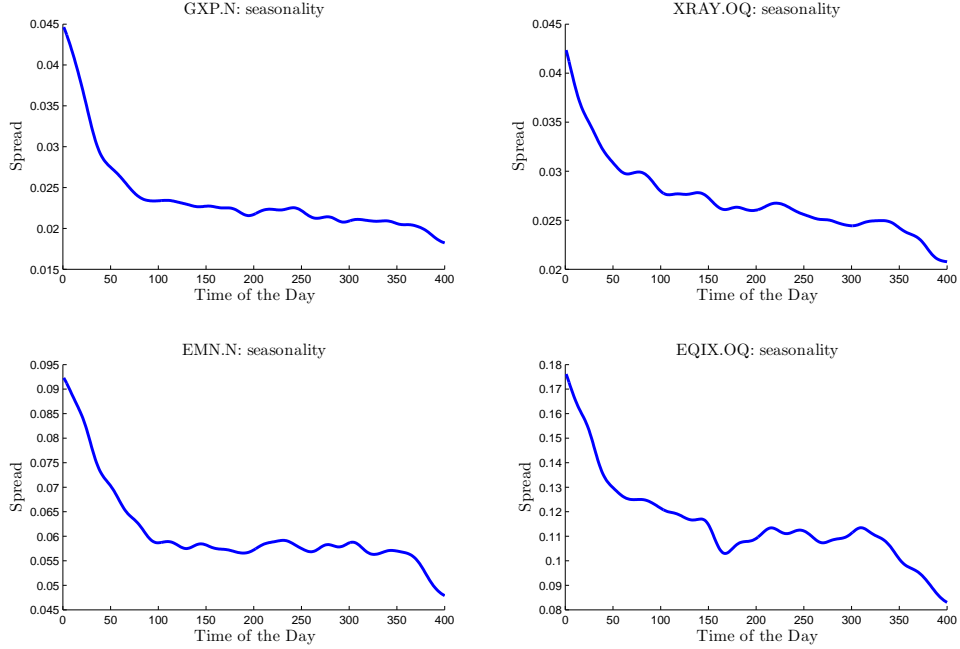 GXP.N: seasonality
0.045
0.04
0.035
0.03
0.025
0.02
0.015
Spread
0 50 100 150 200 250 300 350 400
Time of the Day
XRAY.OQ: seasonality
0.045
0.04
0.035
0.03
0.025
0.02
Spread
0 50 100 150 200 250 300 350 400
Time of the Day
EMN.N: seasonality
0.095
0.09
0.085
0.08
0.075
0.07
0.065
0.06
0.055
0.05
0.045
Spread
0 50 100 150 200 250 300 350 400
Time of the Day
EQIX.OQ: seasonality
0.18
0.17
0.16
0.15
0.14
0.13
0.12
0.11
0.1
0.09
0.08
Spread
0 50 100 150 200 250 300 350 400
Time of the Day